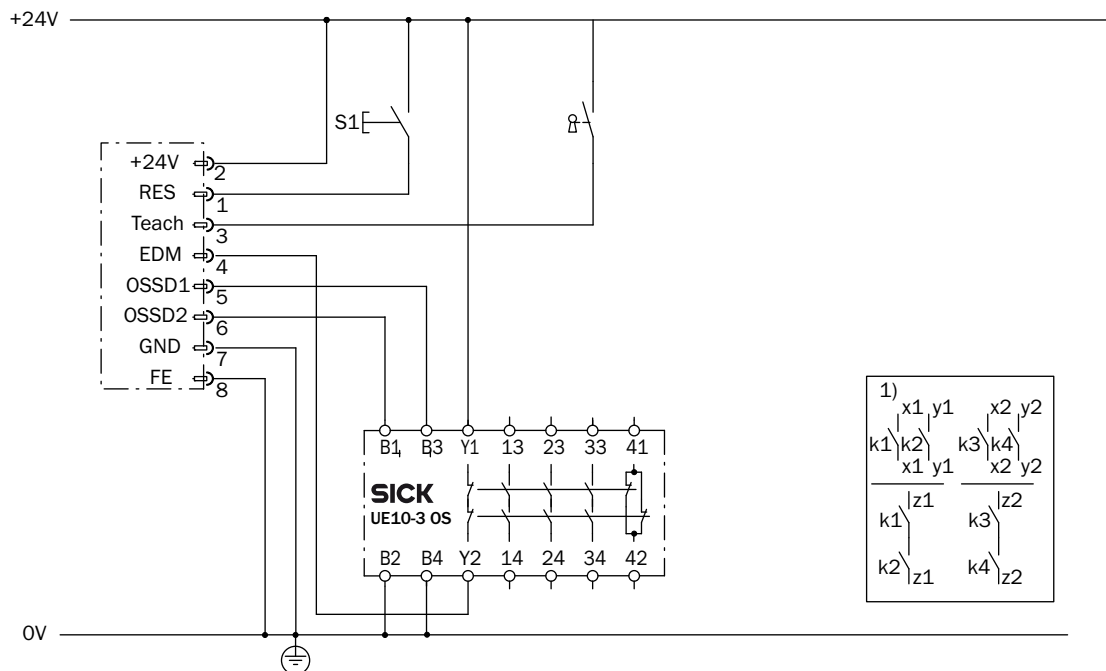 +24V
S1
+24V 2
RES 1
Teach 3
EDM 4
OSSD1 5
OSSD2 6
GND 7
FE 8
B1 B3 Y1 13 23 33 41
SICK
UE10-3 OS
B2 B4 Y2 14 24 34 42
0V
1)
x1 y1 x2 y2
k1 k2 k3 k4
x1 y1 x2 y2
z1 z2
k1 k3
k2 k4
z1 z2